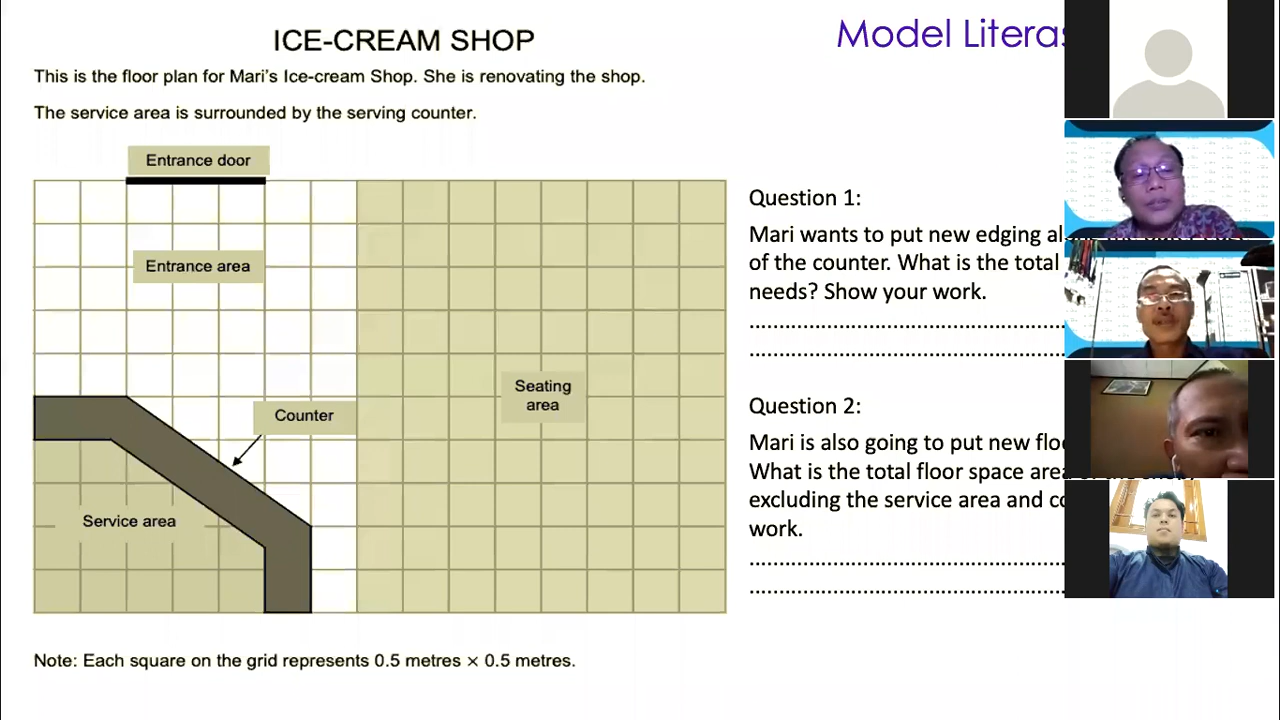 ICE-CREAM SHOP
Model Litera
This is the floor plan for Mari's Ice-cream Shop. She is renovating the shop.
The service area is surrounded by the serving counter.
Entrance door
Entrance area
Counter
Seating
area
Service area
Note: Each square on the grid represents 0.5 metres × 0.5 metres.
Question 1:
Mari wants to put new edging
of the counter. What is the total
needs? Show your work.
Question 2:
Mari is also going to put new
What is the total floor space area
excluding the service area and
work.